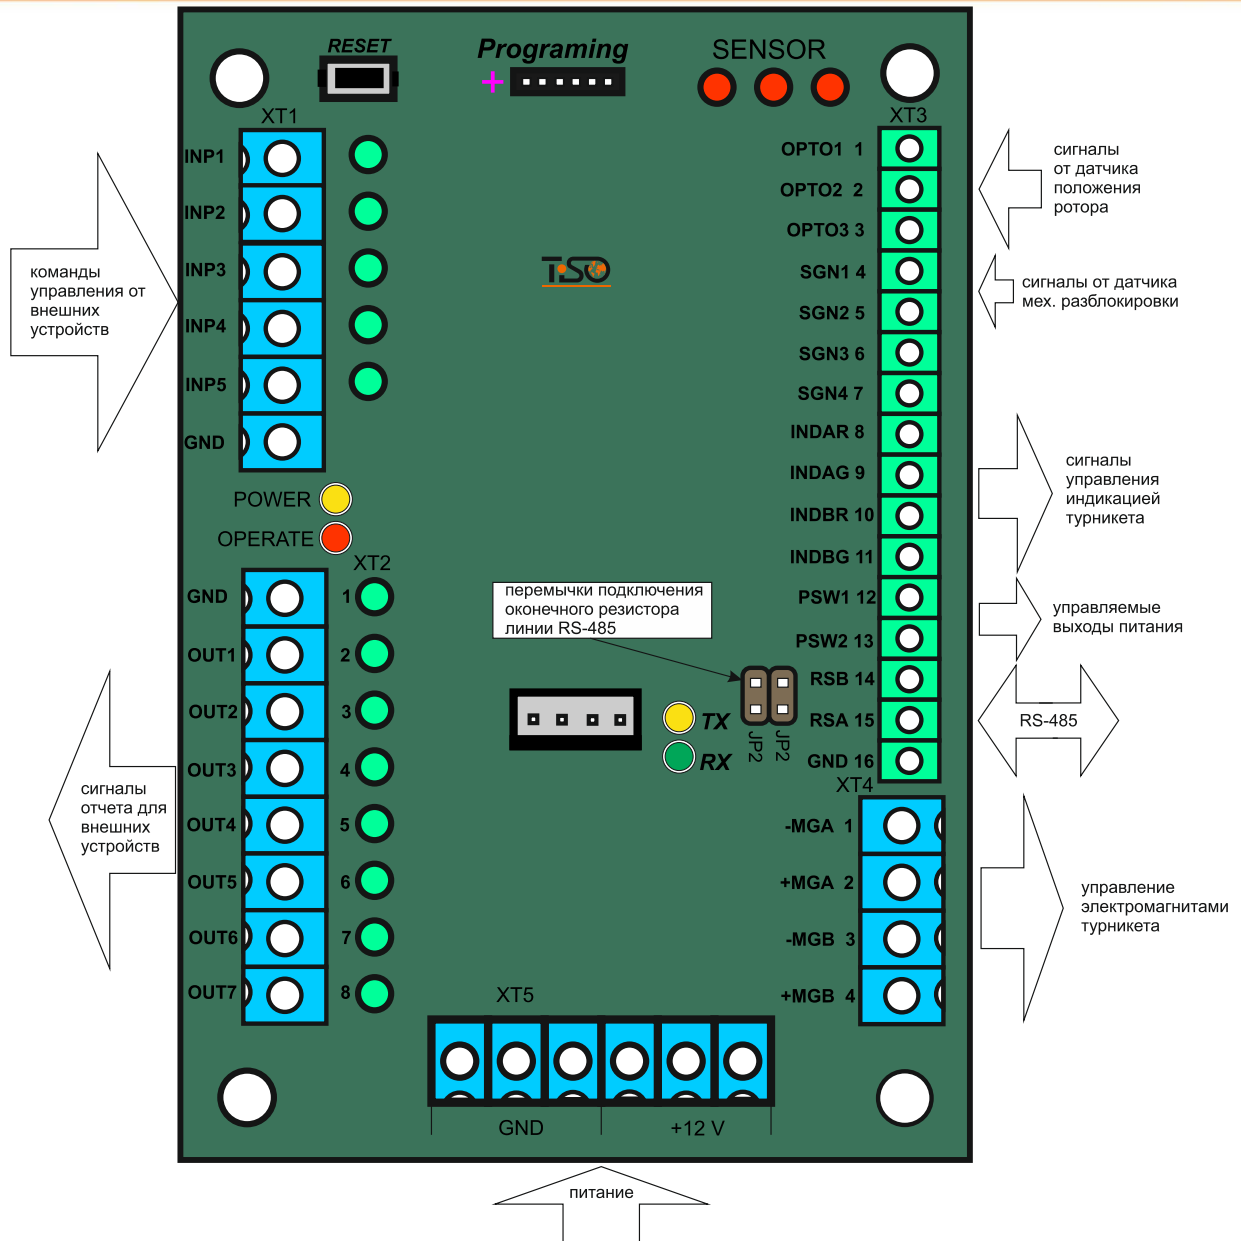 RESET
Programing
+
SENSOR
XT1
INP1
INP2
INP3
INP4
INP5
GND
команды
управления от
внешних
устройств
POWER
OPERATE
XT2
GND 1
OUT1 2
OUT2 3
OUT3 4
OUT4 5
OUT5 6
OUT6 7
OUT7 8
сигналы
отчета для
внешних
устройств
TiSO
перемычки подключения
оконечного резистора
линии RS-485
TX
RX
JP2
JP2
XT3
OPTO1 1
OPTO2 2
OPTO3 3
SGN1 4
SGN2 5
SGN3 6
SGN4 7
INDAR 8
INDAG 9
INDBR 10
INDBG 11
PSW1 12
PSW2 13
RSB 14
RSA 15
GND 16
сигналы
от датчика
положения
ротора
сигналы от датчика
мех. разблокировки
сигналы
управления
индикацией
турникета
управляемые
выходы питания
RS-485
XT4
-MGA 1
+MGA 2
-MGB 3
+MGB 4
управление
электромагнитами
турникета
XT5
GND
+12 V
питание